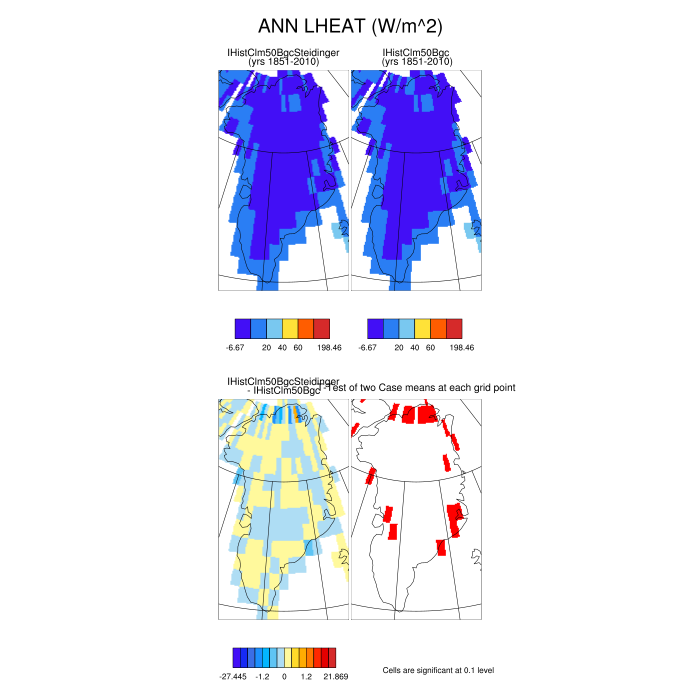 ANN LHEAT (W/m^2)
IHistClm50BgcSteidinger
(yrs 1851-2010)
IHistClm50Bgc
(yrs 1851-2010)
-6.67 20 40 60 198.46
-6.67 20 40 60 198.46
IHistClm50BgcSteidinger
- IHistClm50Bgc
T-Test of two Case means at each grid point
-27.445 -1.2 0 1.2 21.869
Cells are significant at 0.1 level